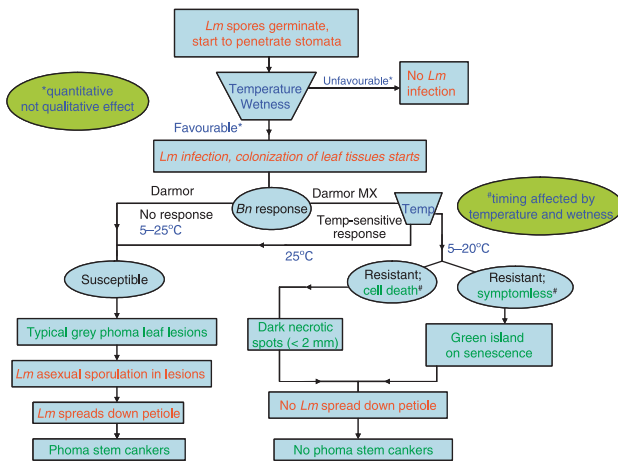 Lm spores germinate,
start to penetrate stomata
*quantitative
not qualitative effect
Temperature
Wetness
Unfavourable*
No Lm
infection
Favourable*
Lm infection, colonization of leaf tissues starts
Darmor
No response
5–25°C
Bn response
Darmor MX
Temp-sensitive
response
Temp
#timing affected by
temperature and wetness
25°C
5–20°C
Susceptible
Resistant;
cell death#
Resistant;
symptomless#
Typical grey phoma leaf lesions
Dark necrotic
spots (< 2 mm)
Green island
on senescence
Lm asexual sporulation in lesions
Lm spreads down petiole
No Lm spread down petiole
Phoma stem cankers
No phoma stem cankers